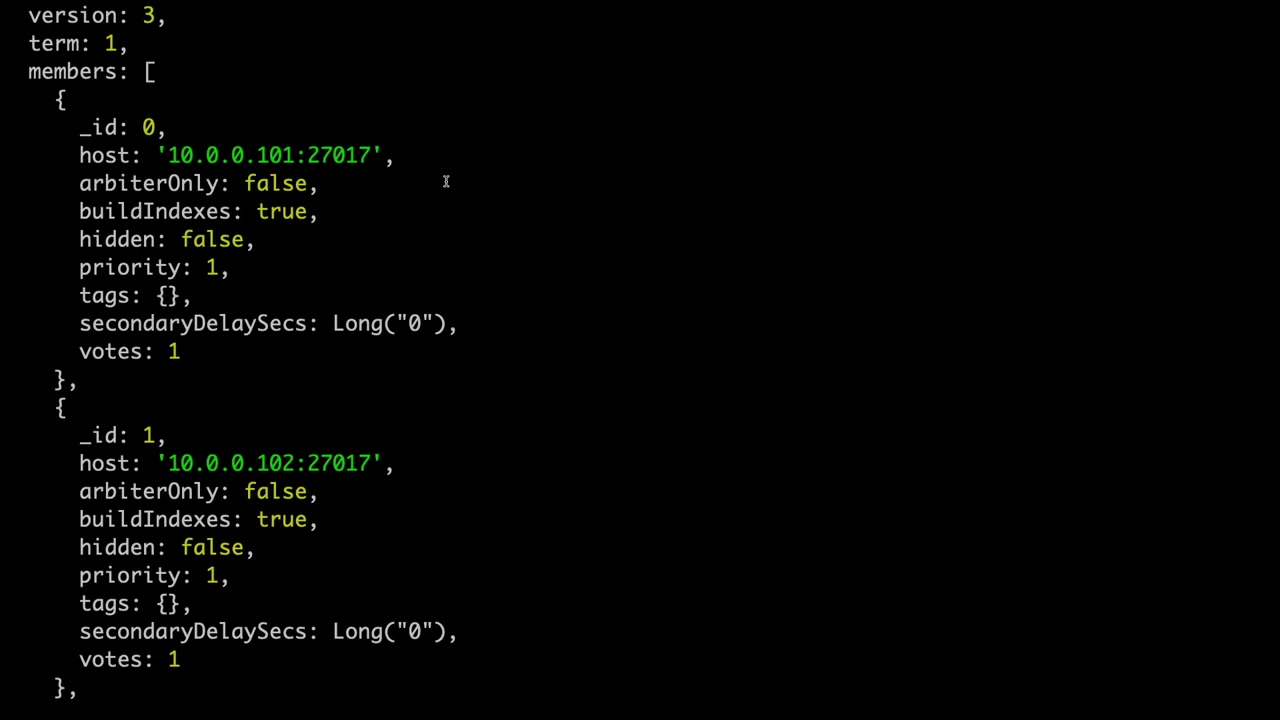 version: 3,
term: 1,
members: [
{
_id: 0,
host: '10.0.0.101:27017',
arbiterOnly: false,
buildIndexes: true,
hidden: false,
priority: 1,
tags: {},
secondaryDelaySecs: Long("0"),
votes: 1
},
{
_id: 1,
host: '10.0.0.102:27017',
arbiterOnly: false,
buildIndexes: true,
hidden: false,
priority: 1,
tags: {},
secondaryDelaySecs: Long("0"),
votes: 1
},